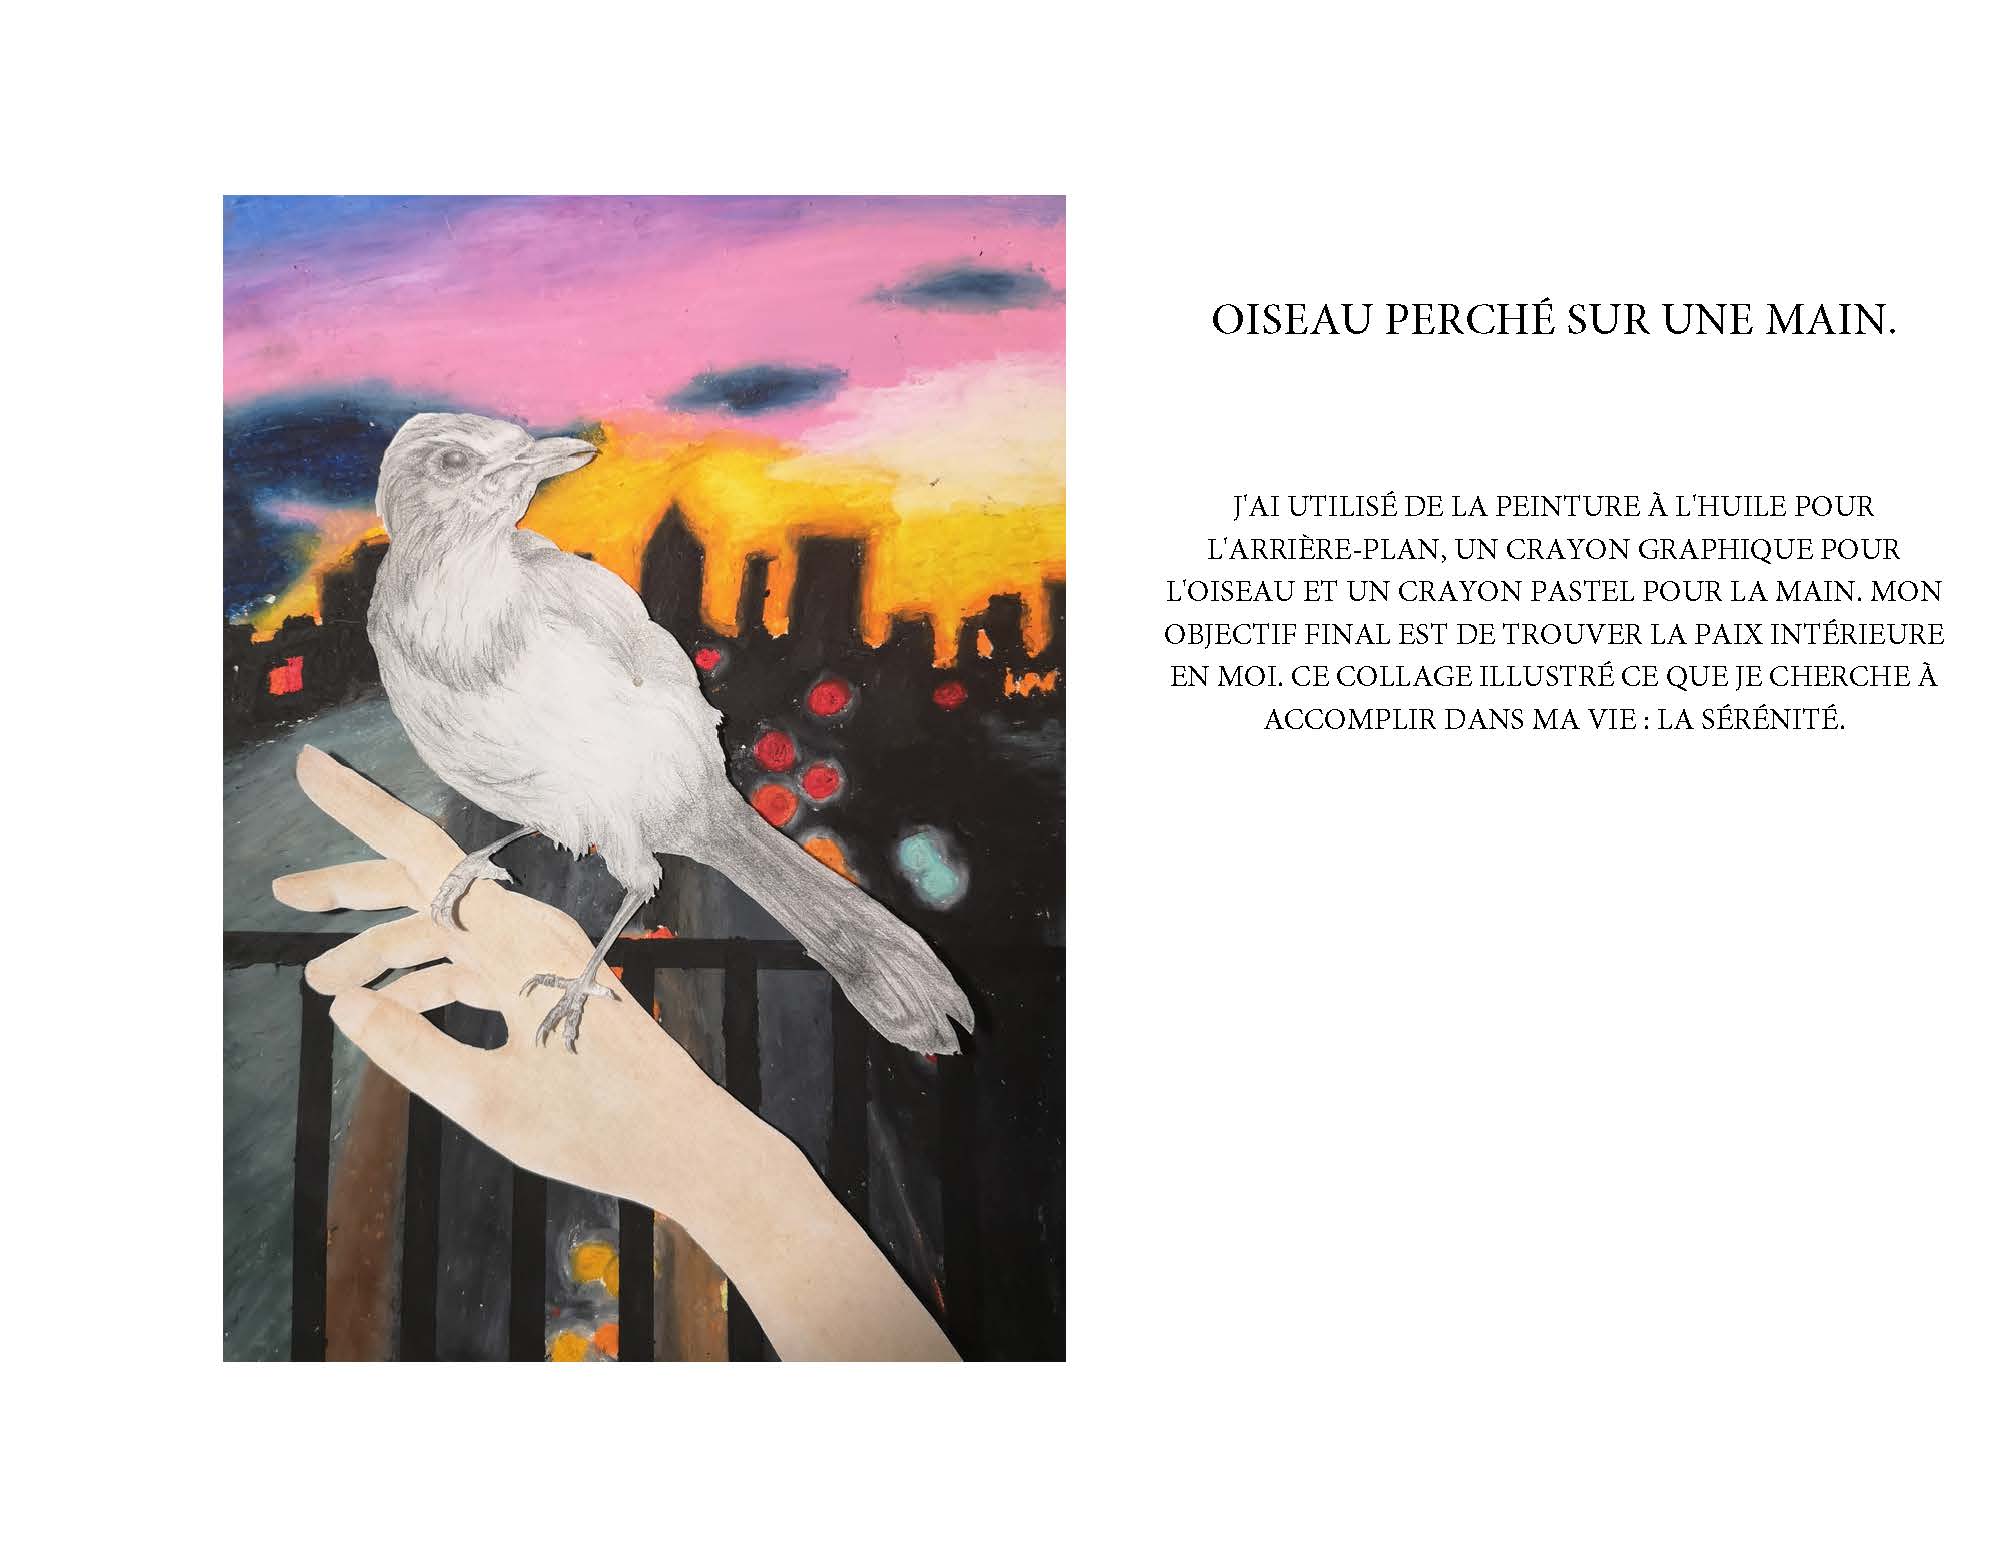 OISEAU PERCHÉ SUR UNE MAIN.
J'AI UTILISÉ DE LA PEINTURE À L'HUILE POUR
L'ARRIÈRE-PLAN, UN CRAYON GRAPHIQUE POUR
L'OISEAU ET UN CRAYON PASTEL POUR LA MAIN. MON
OBJECTIF FINAL EST DE TROUVER LA PAIX INTÉRIEURE
EN MOI. CE COLLAGE ILLUSTRÉ CE QUE JE CHERCHE À
ACCOMPLIR DANS MA VIE : LA SÉRÉNITÉ.